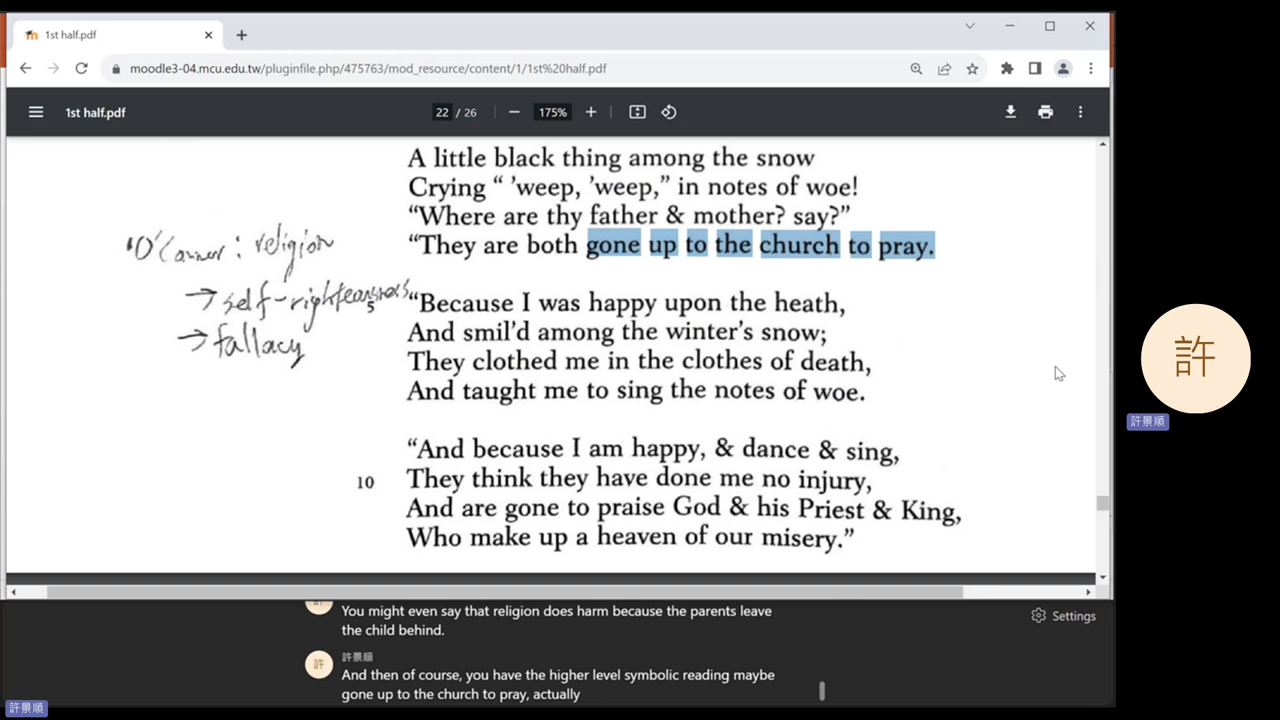 1st half.pdf
moodle3-04.mcu.edu.tw/pluginfile.php/475763/mod_resource/content/1/1st%20half.pdf
1st half.pdf
22 / 26
175%
A little black thing among the snow
Crying “ ’weep, ’weep,” in notes of woe!
“Where are thy father & mother? say?”
“They are both gone up to the church to pray.
O'Connor: religion
→ self-righteousness
→ fallacy
5
“Because I was happy upon the heath,
And smil’d among the winter’s snow;
They clothed me in the clothes of death,
And taught me to sing the notes of woe.
“And because I am happy, & dance & sing,
10 They think they have done me no injury,
And are gone to praise God & his Priest & King,
Who make up a heaven of our misery.”
許
許景順
許
You might even say that religion does harm because the parents leave
the child behind.
Settings
許景順
許
And then of course, you have the higher level symbolic reading maybe
gone up to the church to pray, actually
許景順